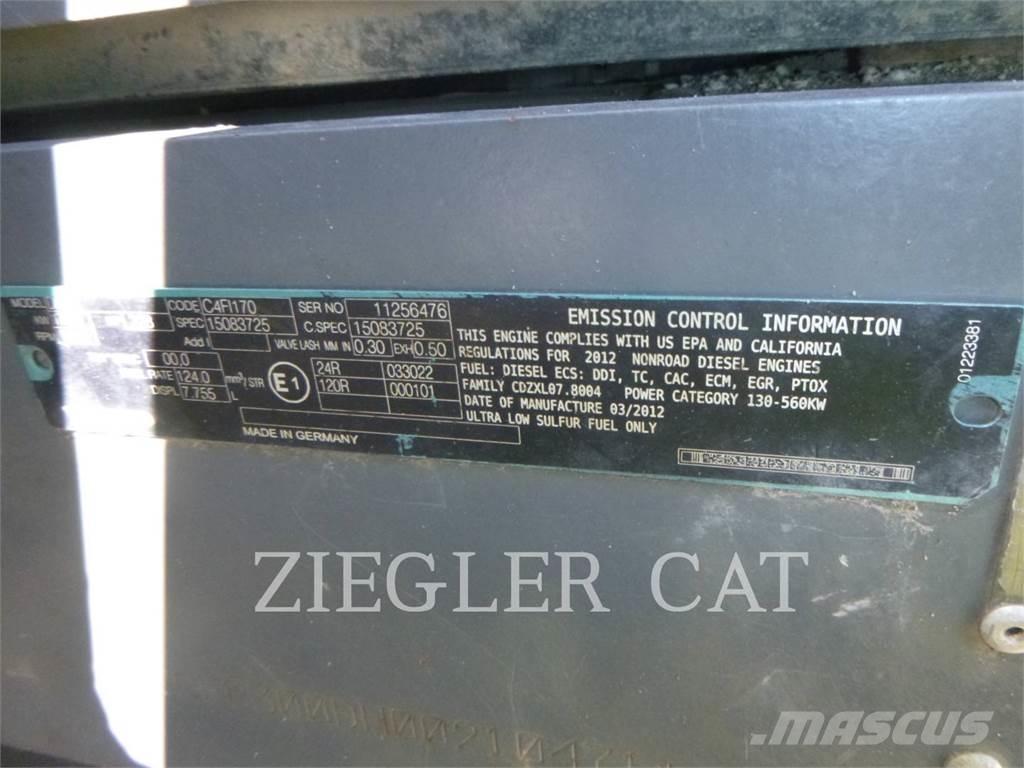 MODEL CODE C4FI170 SER NO 11256476
KW SPEC 15083725 C.SPEC 15083725
Add I VALVE LASH MM IN 0.30 EXH 0.50
00.0 E1 24R 033022
124.0 mm³/STR 120R 000101
DISPL 7.755 L
MADE IN GERMANY
EMISSION CONTROL INFORMATION
THIS ENGINE COMPLIES WITH US EPA AND CALIFORNIA
REGULATIONS FOR 2012 NONROAD DIESEL ENGINES
FUEL: DIESEL ECS: DDI, TC, CAC, ECM, EGR, PTOX
FAMILY CDZXL07.8004 POWER CATEGORY 130-560KW
DATE OF MANUFACTURE 03/2012
ULTRA LOW SULFUR FUEL ONLY
01223381
ZIEGLER CAT
MASCUS